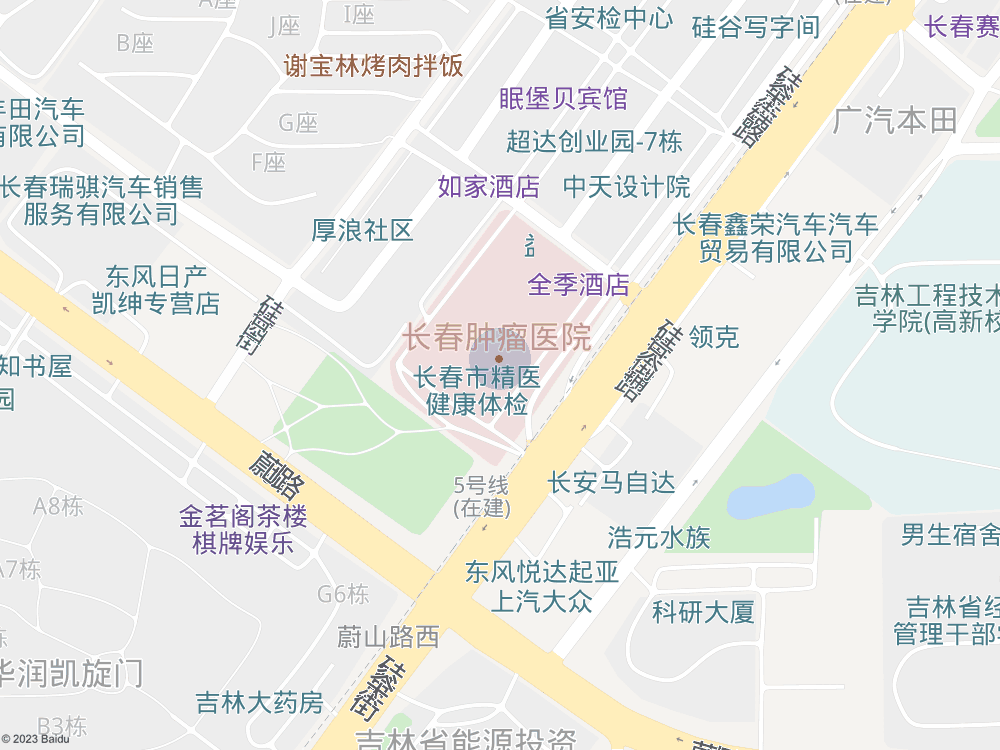 A座
J座
I座
省安检中心
硅谷写字间
(在建)
长春赛
B座
谢宝林烤肉拌饭
眠堡贝宾馆
丰田汽车
有限公司
G座
超达创业园-7栋
广汽本田
F座
长春瑞骐汽车销售
服务有限公司
如家酒店
中天设计院
厚浪社区
长春鑫荣汽车汽车
贸易有限公司
东风日产
凯绅专营店
全季酒店
吉林工程技术
学院(高新校
长春肿瘤医院
领克
知书屋
园
长春市精医
健康体检
蔚山路
5号线
(在建)
长安马自达
A8栋
金茗阁茶楼
棋牌娱乐
浩元水族
男生宿舍
A7栋
东风悦达起亚
上汽大众
G6栋
科研大厦
吉林省经
管理干部学
蔚山路西
华润凯旋门
吉林大药房
B3栋
吉林省能源投资
© 2023 Baidu